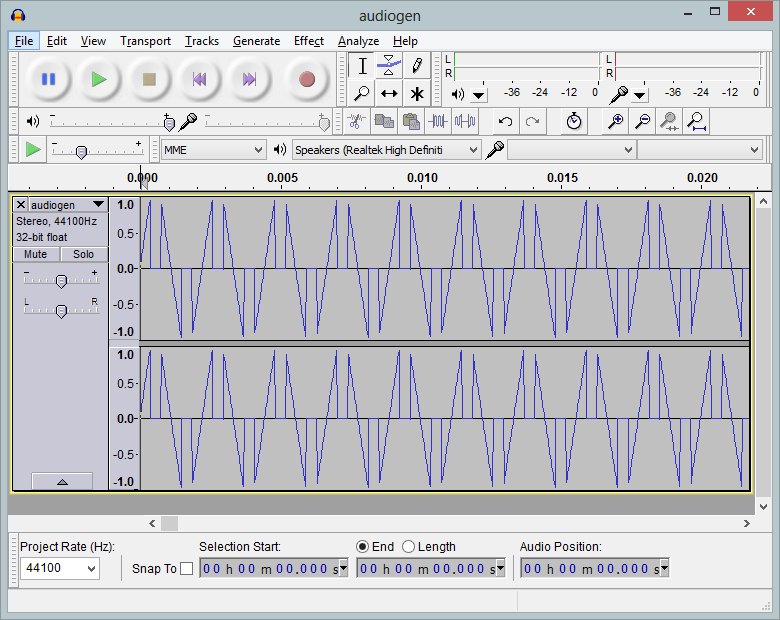 audiogen
File Edit View Transport Tracks Generate Effect Analyze Help
L
R
-36 -24 -12 0
L
R
-36 -24 -12 0
- +
- +
- +
MME
Speakers (Realtek High Definiti
0.000 0.005 0.010 0.015 0.020
audiogen
Stereo, 44100Hz
32-bit float
Mute Solo
- +
L R
1.0
0.5-
0.0-
-0.5-
-1.0
1.0
0.5-
0.0-
-0.5-
-1.0
Project Rate (Hz): Selection Start: End Length Audio Position:
44100 Snap To 00 h 00 m 00.000 s 00 h 00 m 00.000 s 00 h 00 m 00.000 s